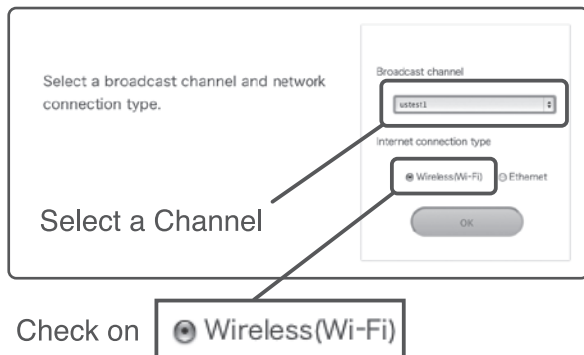 Select a broadcast channel and network
connection type.
Broadcast channel
ustest1
Internet connection type
Wireless(Wi-Fi) Ethernet
OK
Select a Channel
Check on Wireless(Wi-Fi)